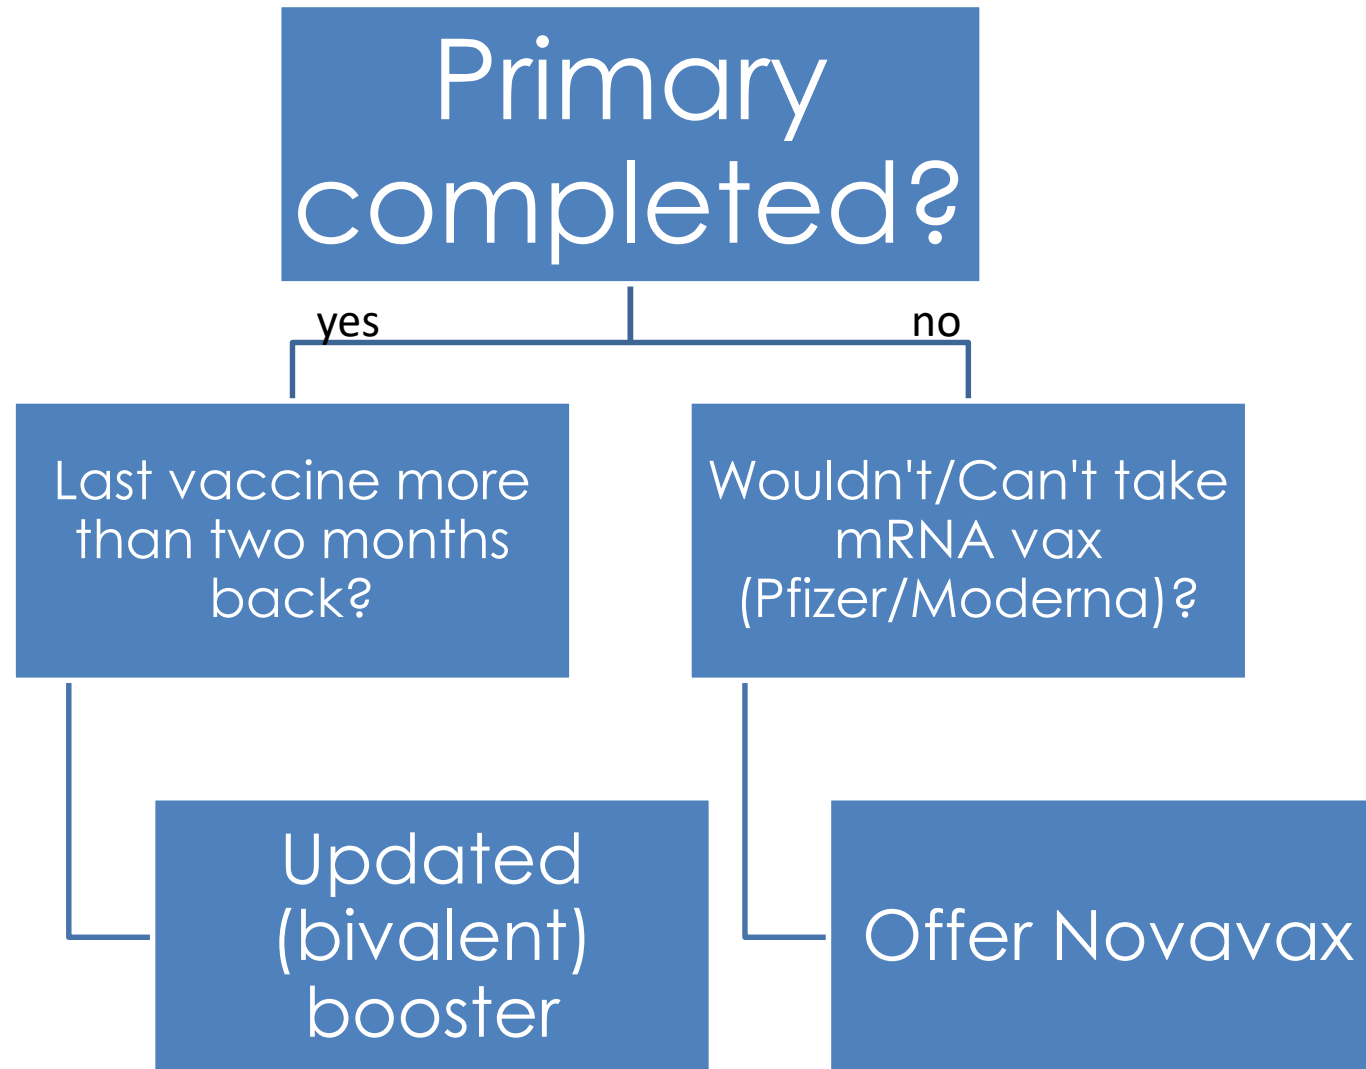 Primary
completed?
yes
no
Last vaccine more
than two months
back?
Wouldn't/Can't take
mRNA vax
(Pfizer/Moderna)?
Updated
(bivalent)
booster
Offer Novavax